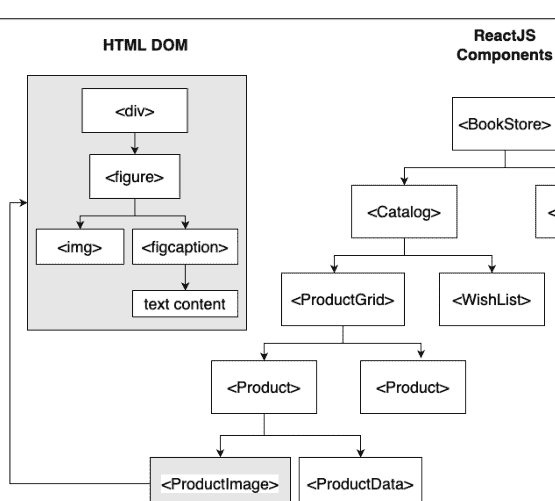 HTML DOM
ReactJS
Components
<div>
<figure>
<img>
<figcaption>
text content
<BookStore>
<Catalog>
<
<ProductGrid>
<WishList>
<Product>
<Product>
<ProductImage>
<ProductData>